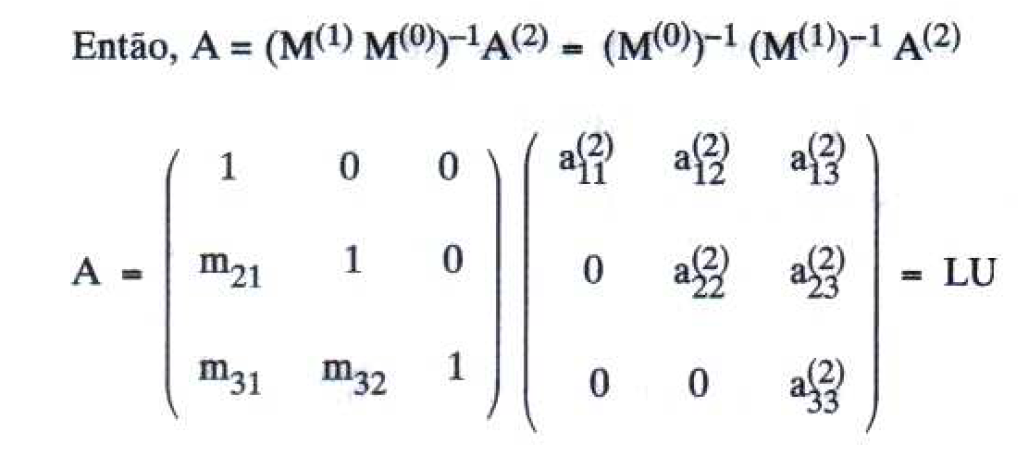 Então, A = (M⁽¹⁾ M⁽⁰⁾)⁻¹A⁽²⁾ = (M⁽⁰⁾)⁻¹ (M⁽¹⁾)⁻¹ A⁽²⁾
1 0 0 a₁₁⁽²⁾ a₁₂⁽²⁾ a₁₃⁽²⁾
A = m₂₁ 1 0 0 a₂₂⁽²⁾ a₂₃⁽²⁾ = LU
m₃₁ m₃₂ 1 0 0 a₃₃⁽²⁾